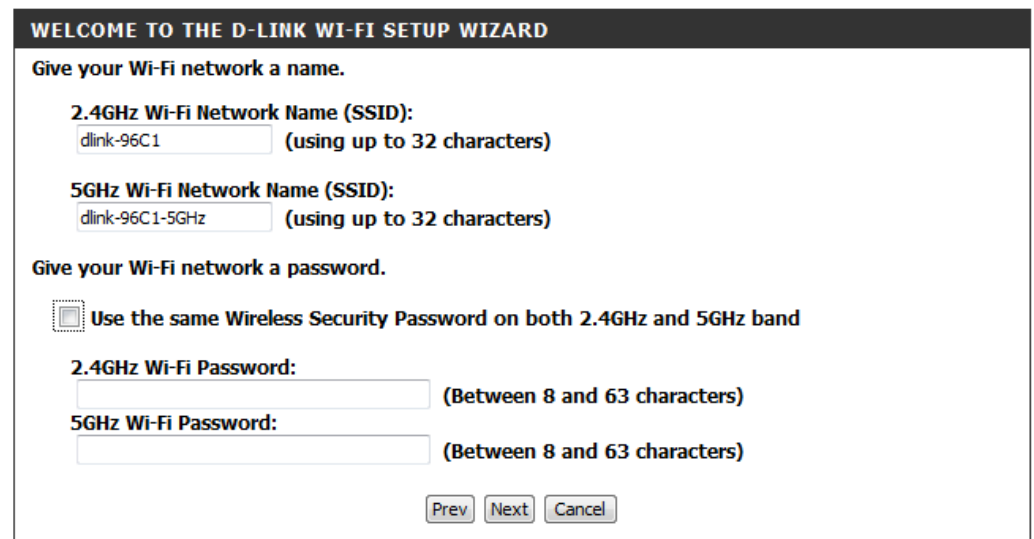 WELCOME TO THE D-LINK WI-FI SETUP WIZARD
Give your Wi-Fi network a name.
2.4GHz Wi-Fi Network Name (SSID):
dlink-96C1 (using up to 32 characters)
5GHz Wi-Fi Network Name (SSID):
dlink-96C1-5GHz (using up to 32 characters)
Give your Wi-Fi network a password.
Use the same Wireless Security Password on both 2.4GHz and 5GHz band
2.4GHz Wi-Fi Password:
(Between 8 and 63 characters)
5GHz Wi-Fi Password:
(Between 8 and 63 characters)
Prev Next Cancel